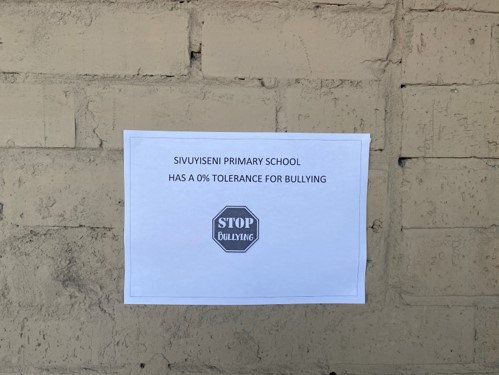 SIVUYISENI PRIMARY SCHOOL
HAS A 0% TOLERANCE FOR BULLYING
STOP
BULLYING